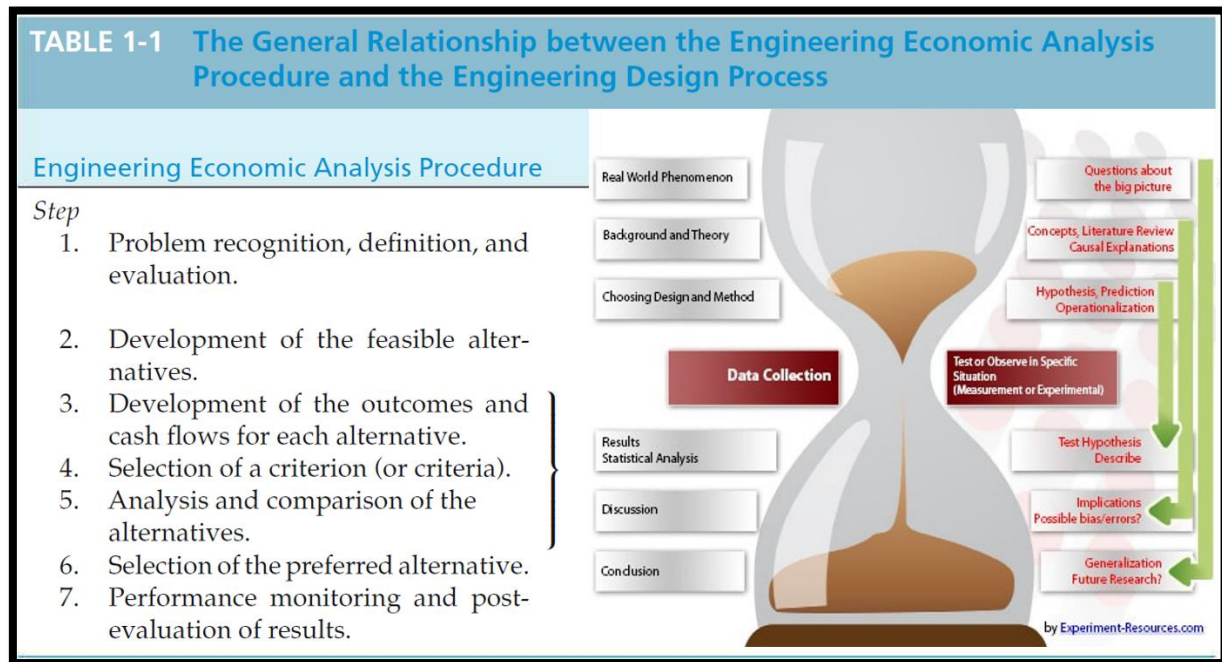 TABLE 1-1 The General Relationship between the Engineering Economic Analysis
Procedure and the Engineering Design Process
Engineering Economic Analysis Procedure
Step
1. Problem recognition, definition, and
evaluation.
2. Development of the feasible alter-
natives.
3. Development of the outcomes and
cash flows for each alternative.
4. Selection of a criterion (or criteria).
5. Analysis and comparison of the
alternatives.
6. Selection of the preferred alternative.
7. Performance monitoring and post-
evaluation of results.
Real World Phenomenon
Questions about
the big picture
Background and Theory
Concepts, Literature Review
Causal Explanations
Choosing Design and Method
Hypothesis, Prediction
Operationalization
Data Collection
Test or Observe in Specific
Situation
(Measurement or Experimental)
Results
Statistical Analysis
Test Hypothesis
Describe
Discussion
Implications
Possible bias/errors?
Conclusion
Generalization
Future Research?
by Experiment-Resources.com